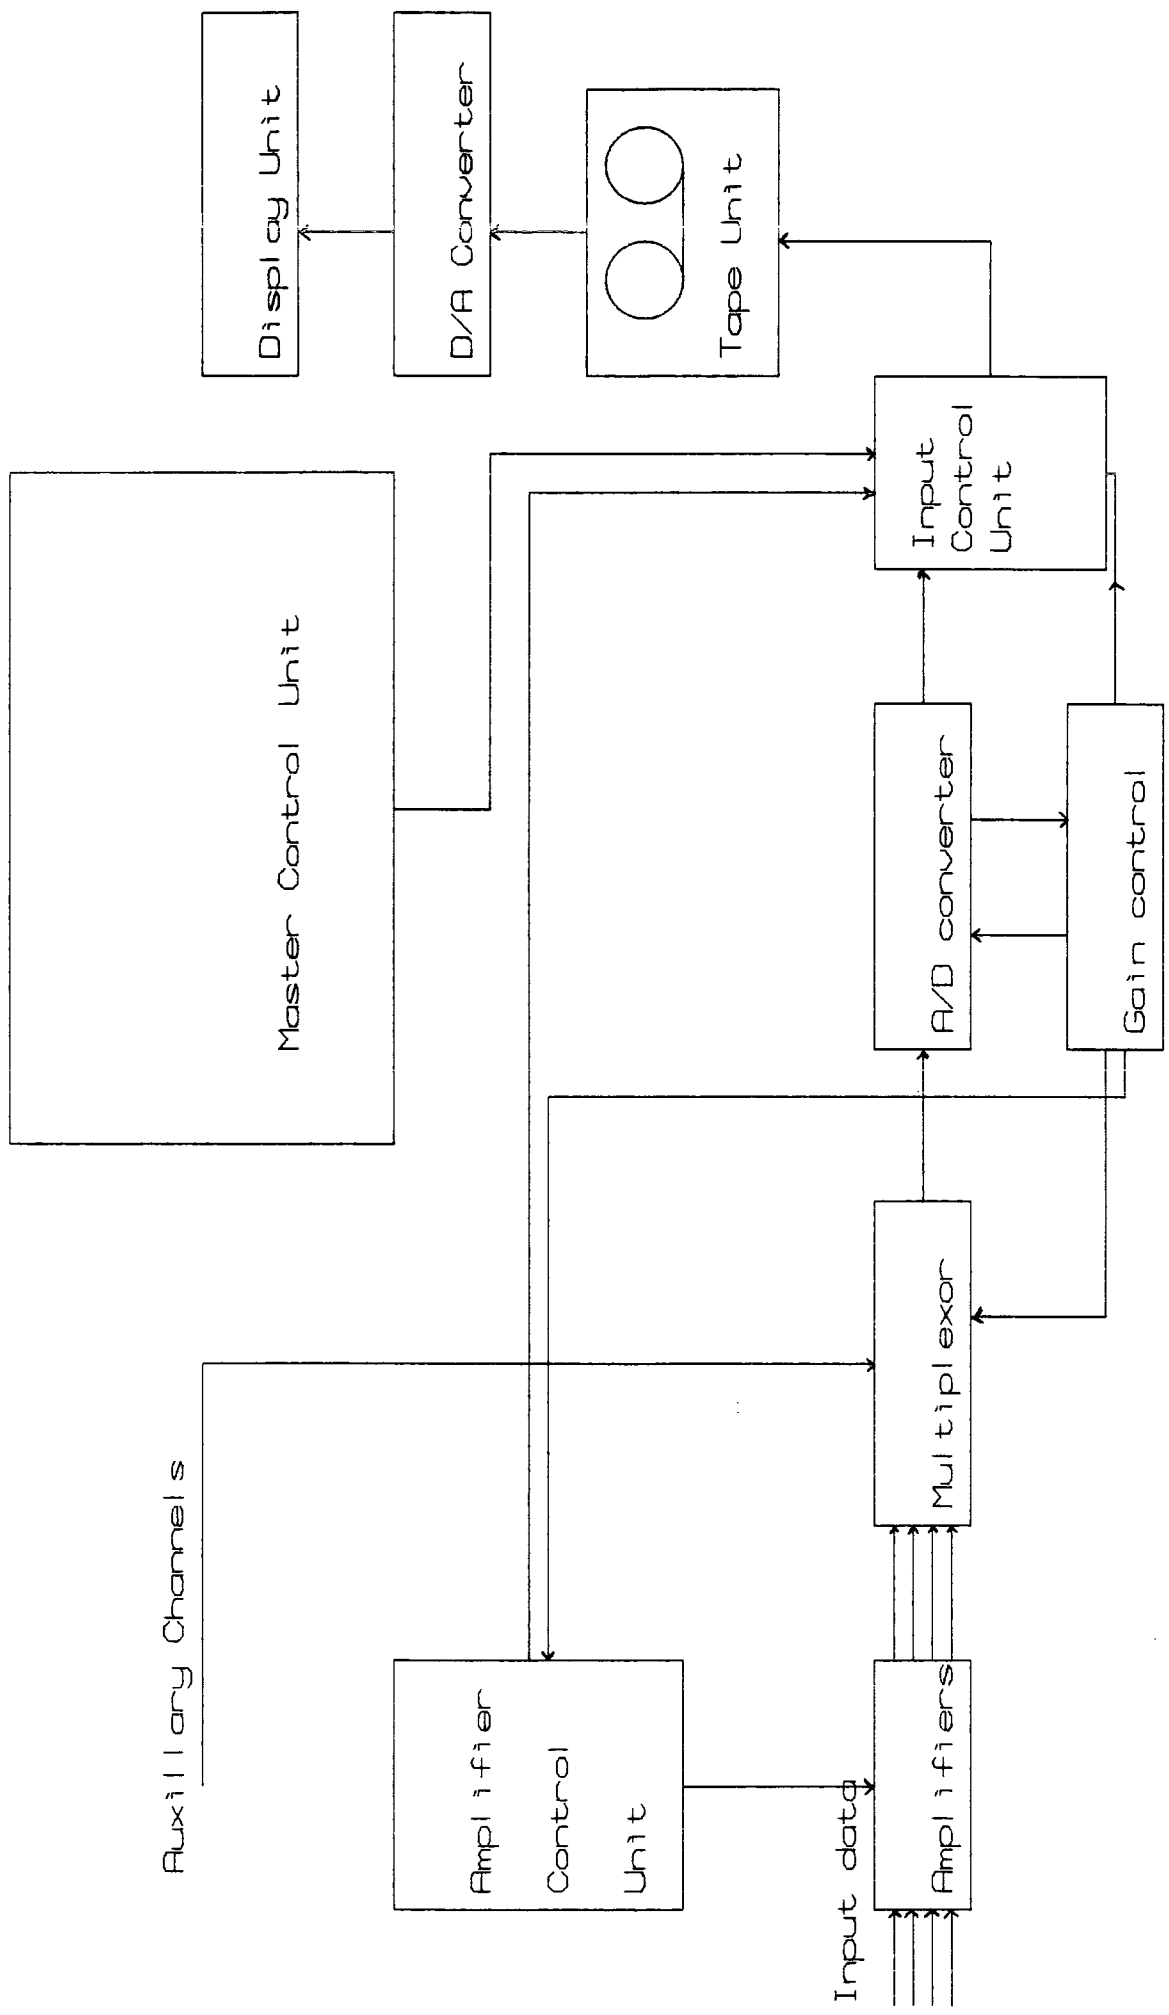 Auxillary Channels
Master Control Unit
Display Unit
D/A Converter
Tape Unit
Amplifier
Control
Unit
Input data
Amplifiers
Multiplexor
A/D converter
Gain control
Input
Control
Unit